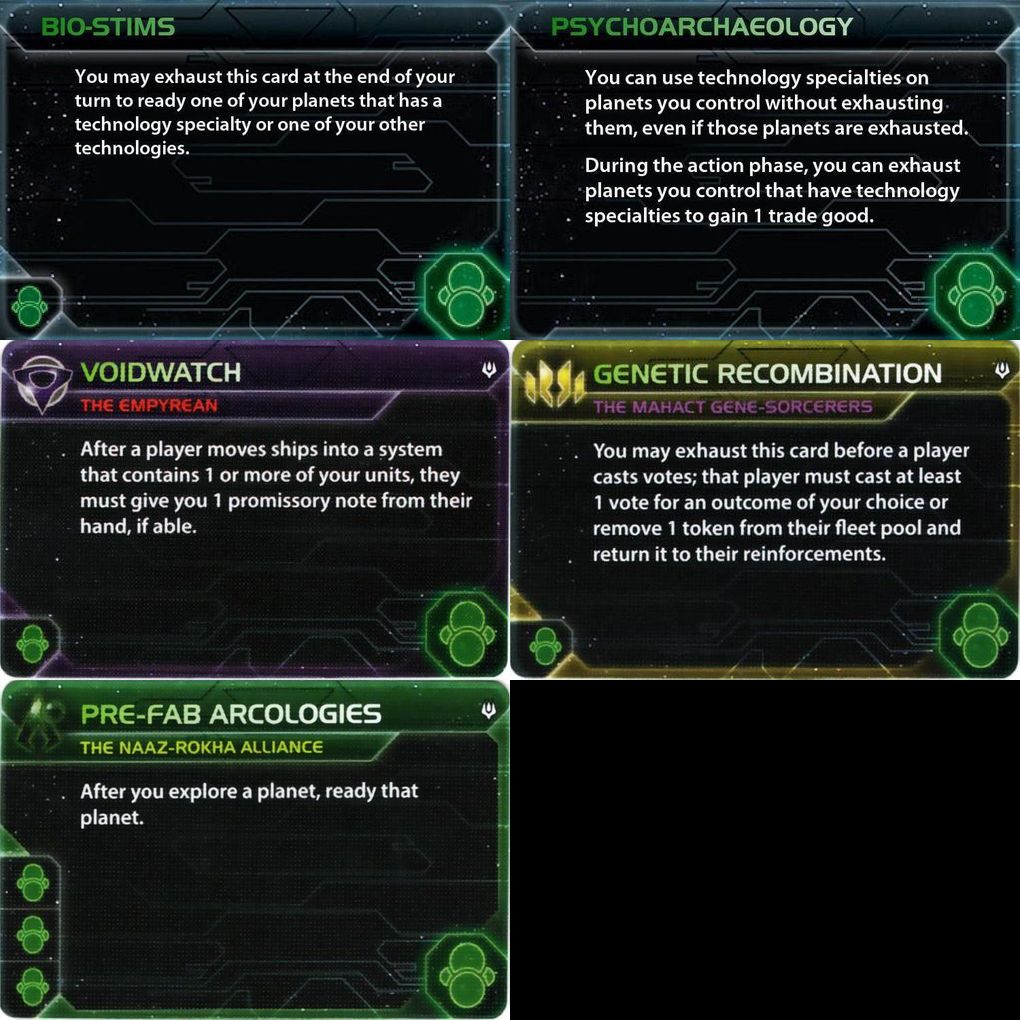 BIO-STIMS
You may exhaust this card at the end of your
turn to ready one of your planets that has a
technology specialty or one of your other
technologies.
PSYCHOARCHAEOLOGY
You can use technology specialties on
planets you control without exhausting
them, even if those planets are exhausted.
During the action phase, you can exhaust
planets you control that have technology
specialties to gain 1 trade good.
VOIDWATCH
THE EMPYREAN
After a player moves ships into a system
that contains 1 or more of your units, they
must give you 1 promissory note from their
hand, if able.
GENETIC RECOMBINATION
THE MAHACT GENE-SORCERERS
You may exhaust this card before a player
casts votes; that player must cast at least
1 vote for an outcome of your choice or
remove 1 token from their fleet pool and
return it to their reinforcements.
PRE-FAB ARCOLOGIES
THE NAAZ-ROKHA ALLIANCE
After you explore a planet, ready that
planet.